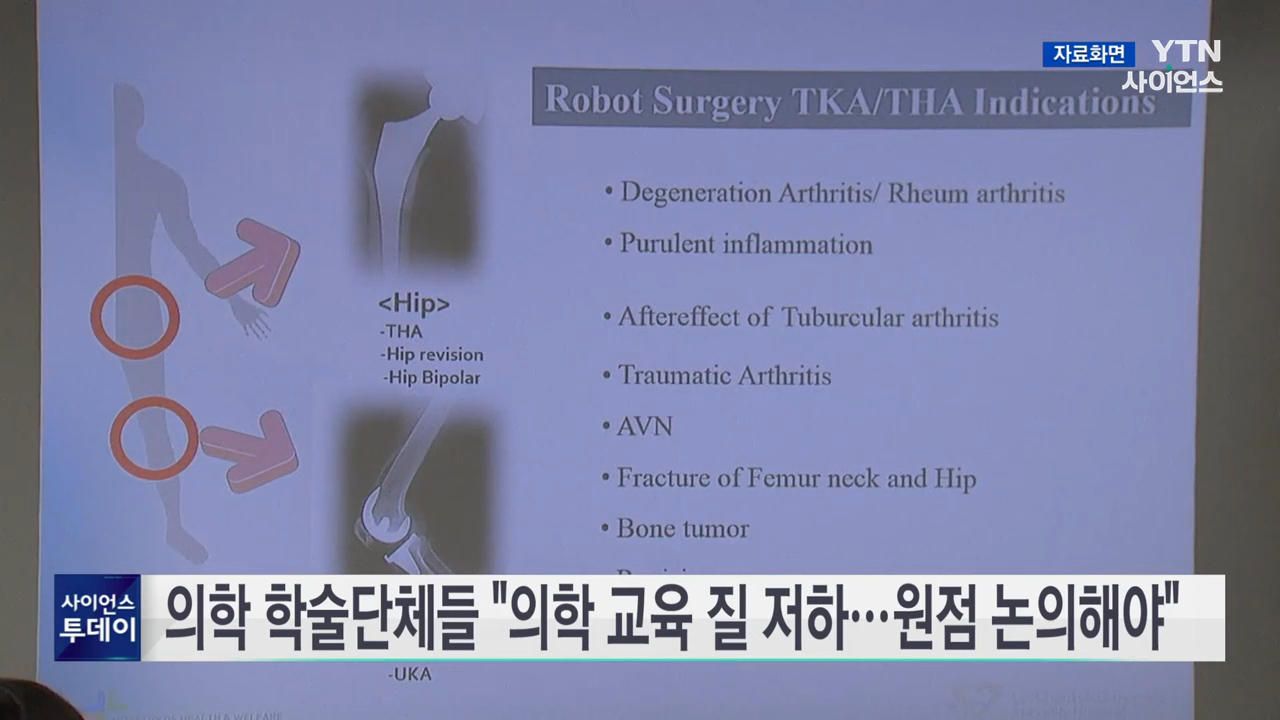 자료화면
YTN
사이언스
Robot Surgery TKA/THA Indications
• Degeneration Arthritis/ Rheum arthritis
• Purulent inflammation
• Aftereffect of Tuburcular arthritis
• Traumatic Arthritis
• AVN
• Fracture of Femur neck and Hip
• Bone tumor
<Hip>
-THA
-Hip revision
-Hip Bipolar
사이언스
투데이
의학 학술단체들 "의학 교육 질 저하…원점 논의해야"
-UKA